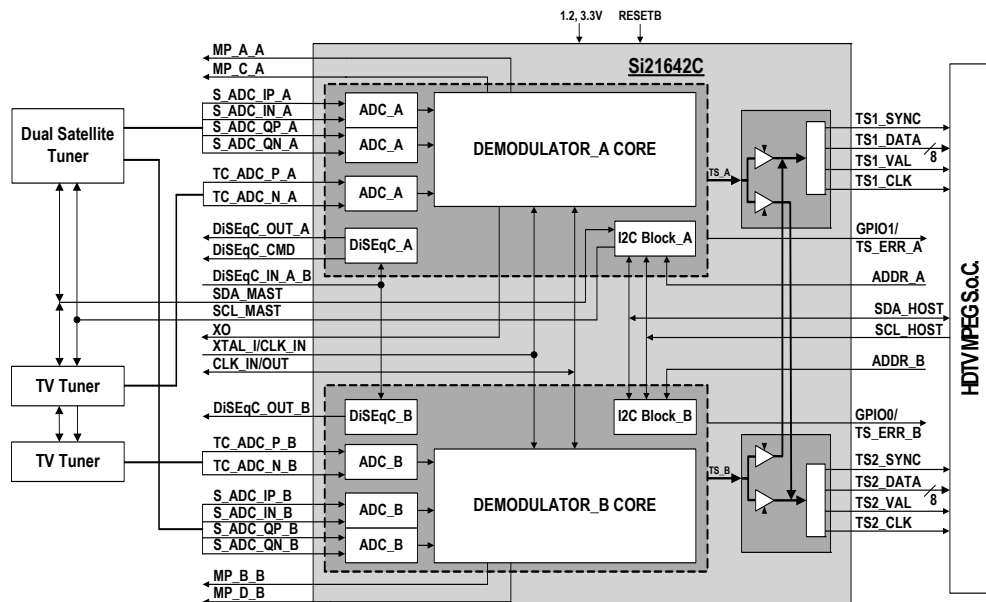 1.2, 3.3V
RESETB
MP_A_A
MP_C_A
Si21642C
S_ADC_IP_A
S_ADC_IN_A
S_ADC_QP_A
S_ADC_QN_A
ADC_A
ADC_A
DEMODULATOR_A CORE
Dual Satellite
Tuner
TC_ADC_P_A
TC_ADC_N_A
ADC_A
TS_A
TS1_SYNC
TS1_DATA
8
TS1_VAL
TS1_CLK
DiSEqC_OUT_A
DiSEqC_CMD
DiSEqC_A
I2C Block_A
GPIO1/
TS_ERR_A
DiSEqC_IN_A_B
SDA_MAST
SCL_MAST
ADDR_A
SDA_HOST
SCL_HOST
XO
XTAL_I/CLK_IN
CLK_IN/OUT
ADDR_B
HDTV MPEG S.o.C.
TV Tuner
DiSEqC_OUT_B
DiSEqC_B
I2C Block_B
GPIO0/
TS_ERR_B
TV Tuner
TC_ADC_P_B
TC_ADC_N_B
ADC_B
DEMODULATOR_B CORE
TS_B
TS2_SYNC
TS2_DATA
8
TS2_VAL
TS2_CLK
S_ADC_IP_B
S_ADC_IN_B
S_ADC_QP_B
S_ADC_QN_B
ADC_B
ADC_B
MP_B_B
MP_D_B